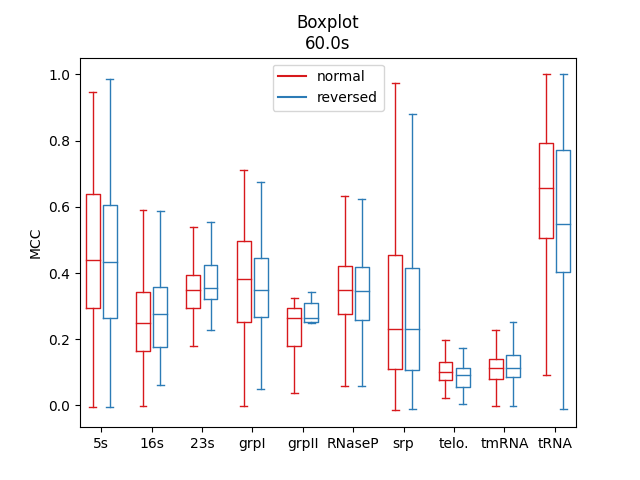 Boxplot
60.0s
normal
reversed
MCC
1.0
0.8
0.6
0.4
0.2
0.0
5s 16s 23s grpI grpII RNaseP srp telo. tmRNA tRNA